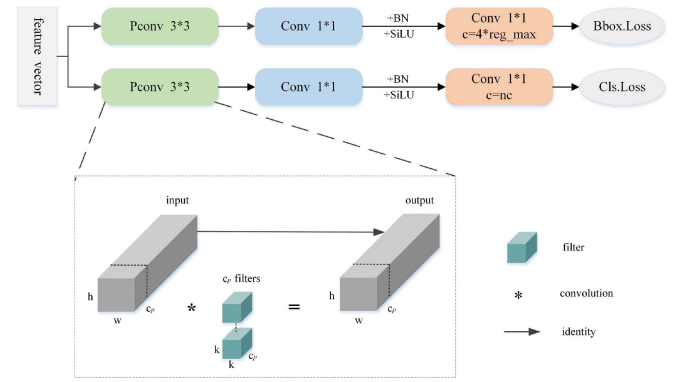 feature vector
Pconv 3*3
Conv 1*1
+BN
+SiLU
Conv 1*1
c=4*reg_max
Bbox.Loss
Pconv 3*3
Conv 1*1
+BN
+SiLU
Conv 1*1
c=nc
Cls.Loss
input
output
cₚ filters
h
w
cₚ
*
k
k
cₚ
=
h
w
cₚ
filter
*
convolution
identity